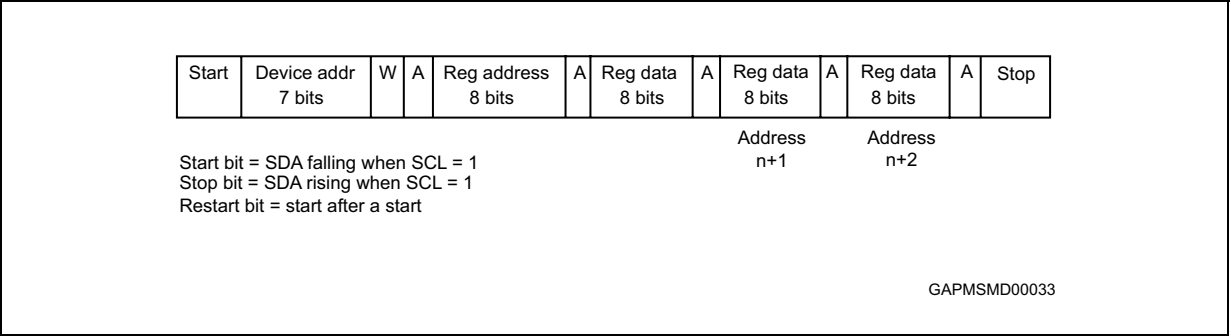 Start Device addr W A Reg address A Reg data A Reg data A Reg data A Stop
7 bits 8 bits 8 bits 8 bits 8 bits
Address Address
n+1 n+2
Start bit = SDA falling when SCL = 1
Stop bit = SDA rising when SCL = 1
Restart bit = start after a start
GAPMSMD00033